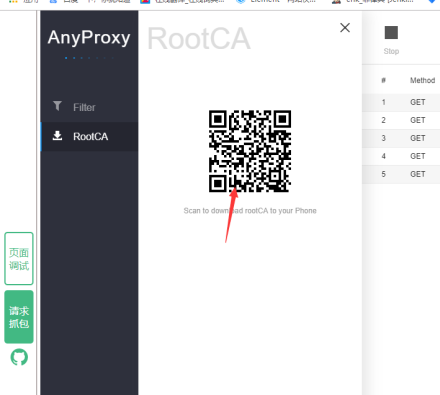 AnyProxy
RootCA
Filter
RootCA
Scan to download rootCA to your Phone
Stop
# Method
1 GET
2 GET
3 GET
4 GET
5 GET
页面
调试
请求
抓包